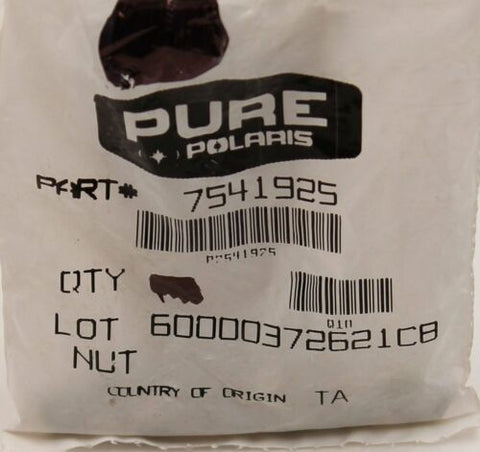 PURE
POLARIS
PART# 7541925
P7541925
QTY
Q10
LOT 60000372621CB
NUT
COUNTRY OF ORIGIN TA